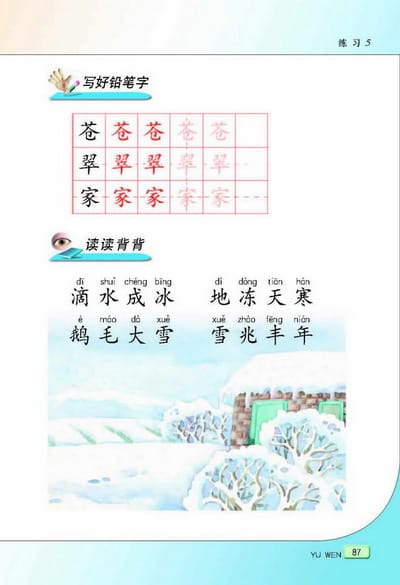 练习5
写好铅笔字
苍苍苍苍苍
翠翠翠翠翠
家家家家家
读读背背
dī shuǐ chéng bīng dì dòng tiān hán
滴水成冰 地冻天寒
é máo dà xuě xuě zhào fēng nián
鹅毛大雪 雪兆丰年
YU WEN 87